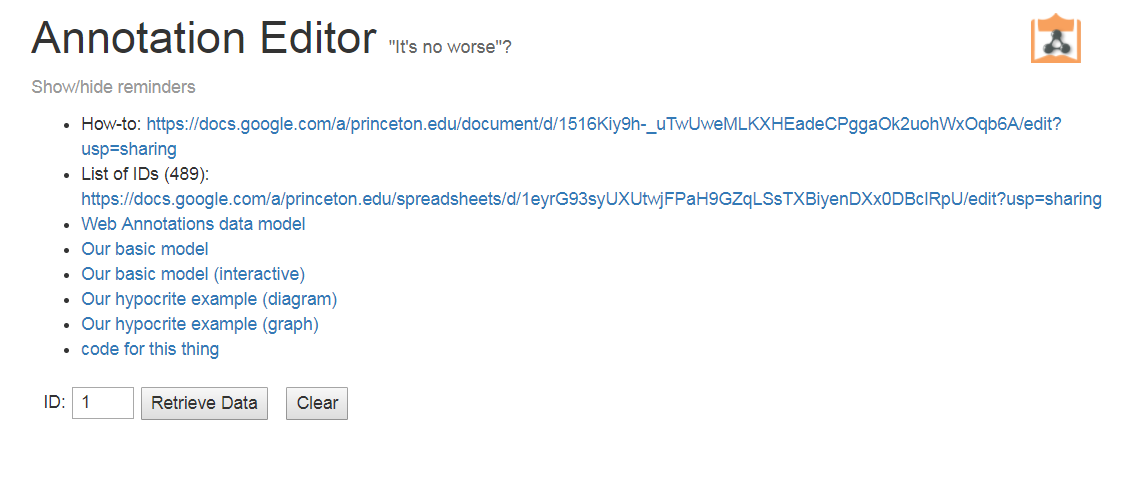 Annotation Editor "It's no worse"?
Show/hide reminders
How-to: https://docs.google.com/a/princeton.edu/document/d/1516Kiy9h-_uTwUweMLKXHEadeCPggaOk2uohWxOqb6A/edit?
usp=sharing
List of IDs (489):
https://docs.google.com/a/princeton.edu/spreadsheets/d/1eyrG93syUXUtwjFPaH9GZqLSsTXBiyenDXx0DBclRpU/edit?usp=sharing
Web Annotations data model
Our basic model
Our basic model (interactive)
Our hypocrite example (diagram)
Our hypocrite example (graph)
code for this thing
ID: 1 Retrieve Data Clear